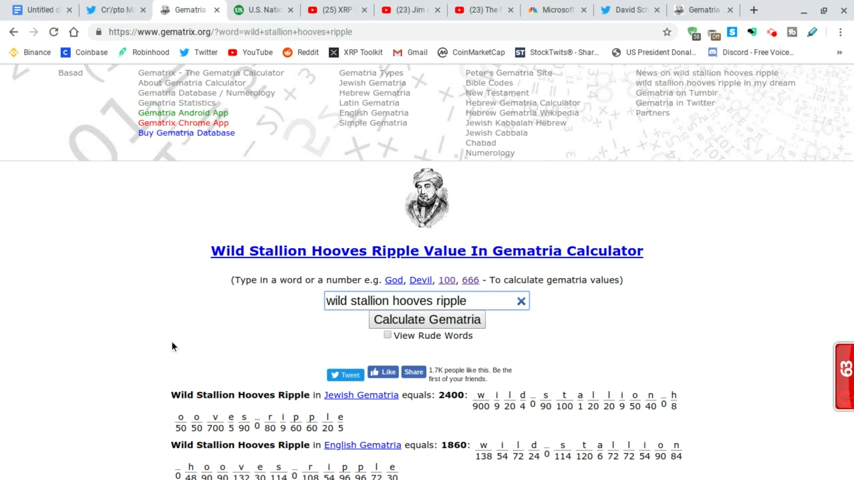 Untitled d
Cr/pto M
Gematria
U.S. Nati
(25) XRP
(23) Jim
(23) The
Microsoft
David Sch
Gematria
https://www.gematrix.org/?word=wild+stallion+hooves+ripple
Binance
Coinbase
Robinhood
Twitter
YouTube
Reddit
XRP Toolkit
Gmail
CoinMarketCap
StockTwits® - Shar...
US President Donal...
Discord - Free Voice...
»
Basad
Gematrix - The Gematria Calculator
About Gematria Calculator
Gematria Database / Numerology
Gematria Statistics
Gematria Android App
Gematrix Chrome App
Buy Gematria Database
Gematria Types
Jewish Gematria
Hebrew Gematria
Latin Gematria
English Gematria
Simple Gematria
Peter's Gematria Site
Bible Codes /
New Testament
Hebrew Gematria Calculator
Hebrew Gematria Wikipedia
Jewish Kabbalah Hebrew
Jewish Cabbala
Chabad
Numerology
News on wild stallion hooves ripple
wild stallion hooves ripple in my dream
Gematria on Tumblr
Gematria in Twitter
Partners
Wild Stallion Hooves Ripple Value In Gematria Calculator
(Type in a word or a number e.g. God, Devil, 100, 666 - To calculate gematria values)
wild stallion hooves ripple
Calculate Gematria
View Rude Words
Tweet
Like
Share
1.7K people like this. Be the
first of your friends.
63
Wild Stallion Hooves Ripple in Jewish Gematria equals: 2400: w i l d _ s t a l l i o n _ h
900 9 20 4 0 90 100 1 20 20 9 50 40 0 8
o o v e s _ r i p p l e
50 50 700 5 90 0 80 9 60 60 20 5
Wild Stallion Hooves Ripple in English Gematria equals: 1860: w i l d _ s t a l l i o n
138 54 72 24 0 114 120 6 72 72 54 90 84
_ h o o v e s _ r i p p l e
0 48 90 90 132 30 114 0 108 54 96 96 72 30